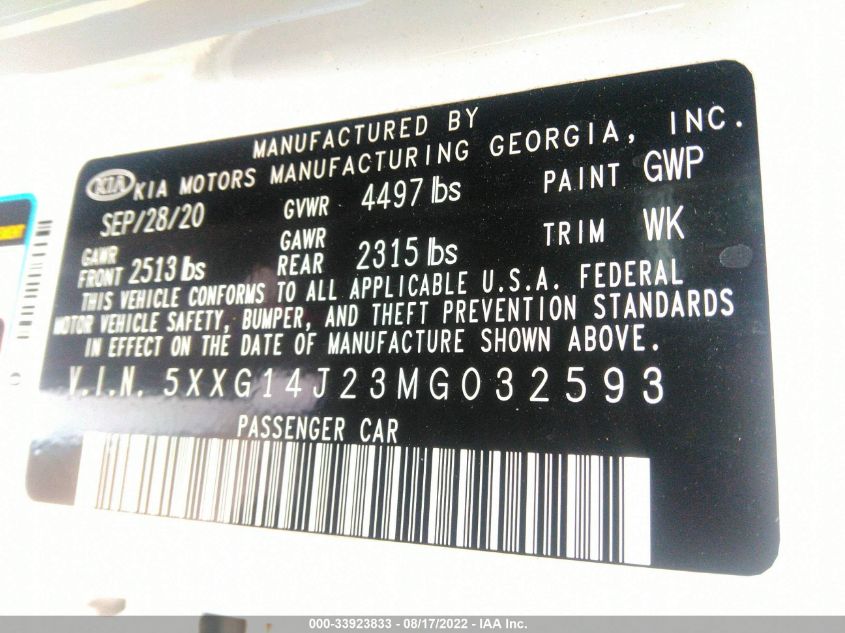 MANUFACTURED BY
KIA KIA MOTORS MANUFACTURING GEORGIA, INC.
SEP/28/20 GVWR 4497 lbs PAINT GWP
GAWR FRONT 2513 lbs GAWR REAR 2315 lbs TRIM WK
THIS VEHICLE CONFORMS TO ALL APPLICABLE U.S.A. FEDERAL
MOTOR VEHICLE SAFETY, BUMPER, AND THEFT PREVENTION STANDARDS
IN EFFECT ON THE DATE OF MANUFACTURE SHOWN ABOVE.
V.I.N. 5XXG14J23MG032593
PASSENGER CAR
000-33923833 - 08/17/2022 - IAA Inc.